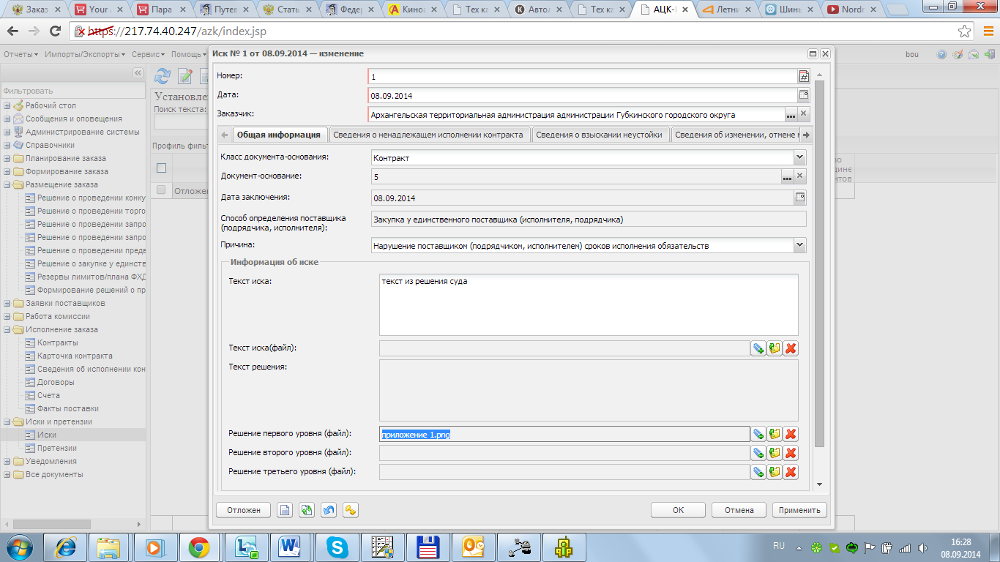 Заказ
Your
Пара
Путев
Стать
Федер
Киноа
Тех ка
Автол
Тех ка
АЦК-
Летни
Шинь
Nordr
https://217.74.40.247/azk/index.jsp
Отчеты Импорты/Экспорты Сервис Помощь
bou
Иск № 1 от 08.09.2014 — изменение
Фильтровать
Рабочий стол
Сообщения и оповещения
Администрирование системы
Справочники
Планирование заказа
Формирование заказа
Размещение заказа
Решение о проведении конку
Решение о проведении торго
Решение о проведении запро
Решение о проведении запро
Решение о проведении предв
Решение о закупке у единств
Резервы лимитов/плана ФХД
Формирование решений о пр
Заявки поставщиков
Работа комиссии
Исполнение заказа
Контракты
Карточка контракта
Сведения об исполнении кон
Договоры
Счета
Факты поставки
Иски и претензии
Иски
Претензии
Уведомления
Все документы
Установле
Поиск текста:
Профиль филь
Отложен
Номер: 1
Дата: 08.09.2014
Заказчик: Архангельская территориальная администрация администрации Губкинского городского округа
Общая информация Сведения о ненадлежащем исполнении контракта Сведения о взыскании неустойки Сведения об изменении, отмене
Класс документа-основания: Контракт
Документ-основание: 5
Дата заключения: 08.09.2014
Способ определения поставщика
(подрядчика, исполнителя): Закупка у единственного поставщика (исполнителя, подрядчика)
Причина: Нарушение поставщиком (подрядчиком, исполнителем) сроков исполнения обязательств
Информация об иске
Текст иска: текст из решения суда
Текст иска(файл):
Текст решения:
Решение первого уровня (файл): приложение 1.png
Решение второго уровня (файл):
Решение третьего уровня (файл):
Отложен ОК Отмена Применить
во
дине
нтов
RU
16:28
08.09.2014